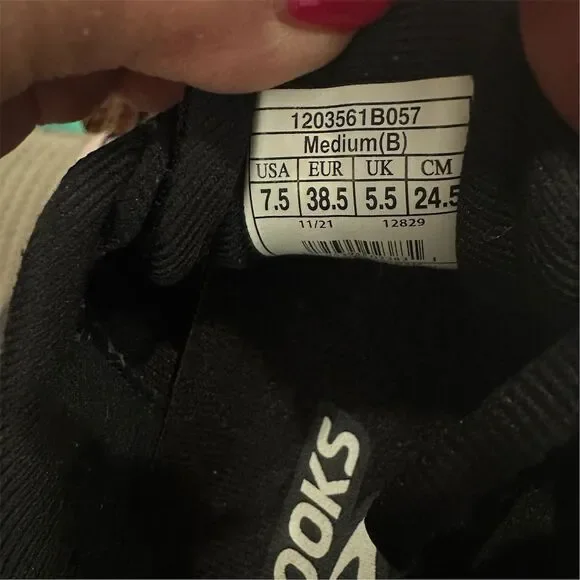 1203561B057
Medium(B)
USA EUR UK CM
7.5 38.5 5.5 24.5
11/21 12829
OOKS